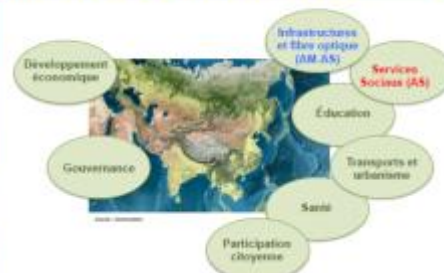 Infrastructures
et fibre optique
(AM-AS)
Développement
économique
Services
Sociaux (AS)
Éducation
Gouvernance
Transports et
urbanisme
Santé
Participation
citoyenne